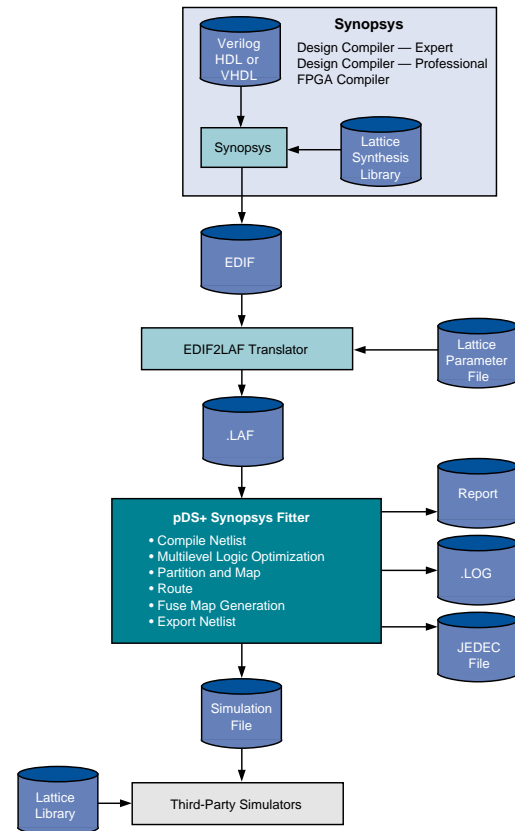 Synopsys
Verilog
HDL or
VHDL
Design Compiler — Expert
Design Compiler — Professional
FPGA Compiler
Synopsys
Lattice
Synthesis
Library
EDIF
EDIF2LAF Translator
Lattice
Parameter
File
.LAF
pDS+ Synopsys Fitter
• Compile Netlist
• Multilevel Logic Optimization
• Partition and Map
• Route
• Fuse Map Generation
• Export Netlist
Report
.LOG
JEDEC
File
Simulation
File
Lattice
Library
Third-Party Simulators